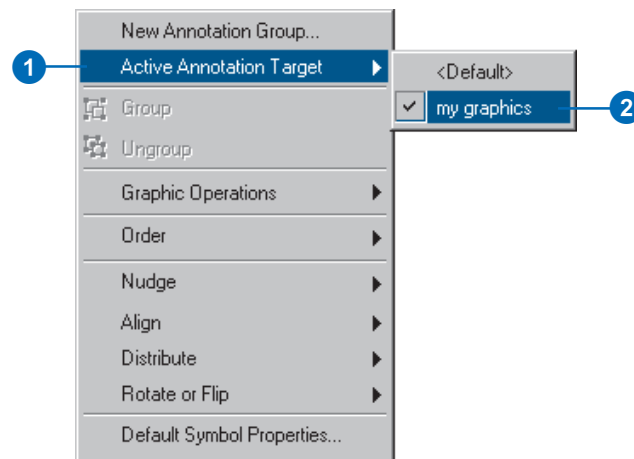 New Annotation Group...
1
Active Annotation Target
<Default>
my graphics
2
Group
Ungroup
Graphic Operations
Order
Nudge
Align
Distribute
Rotate or Flip
Default Symbol Properties...